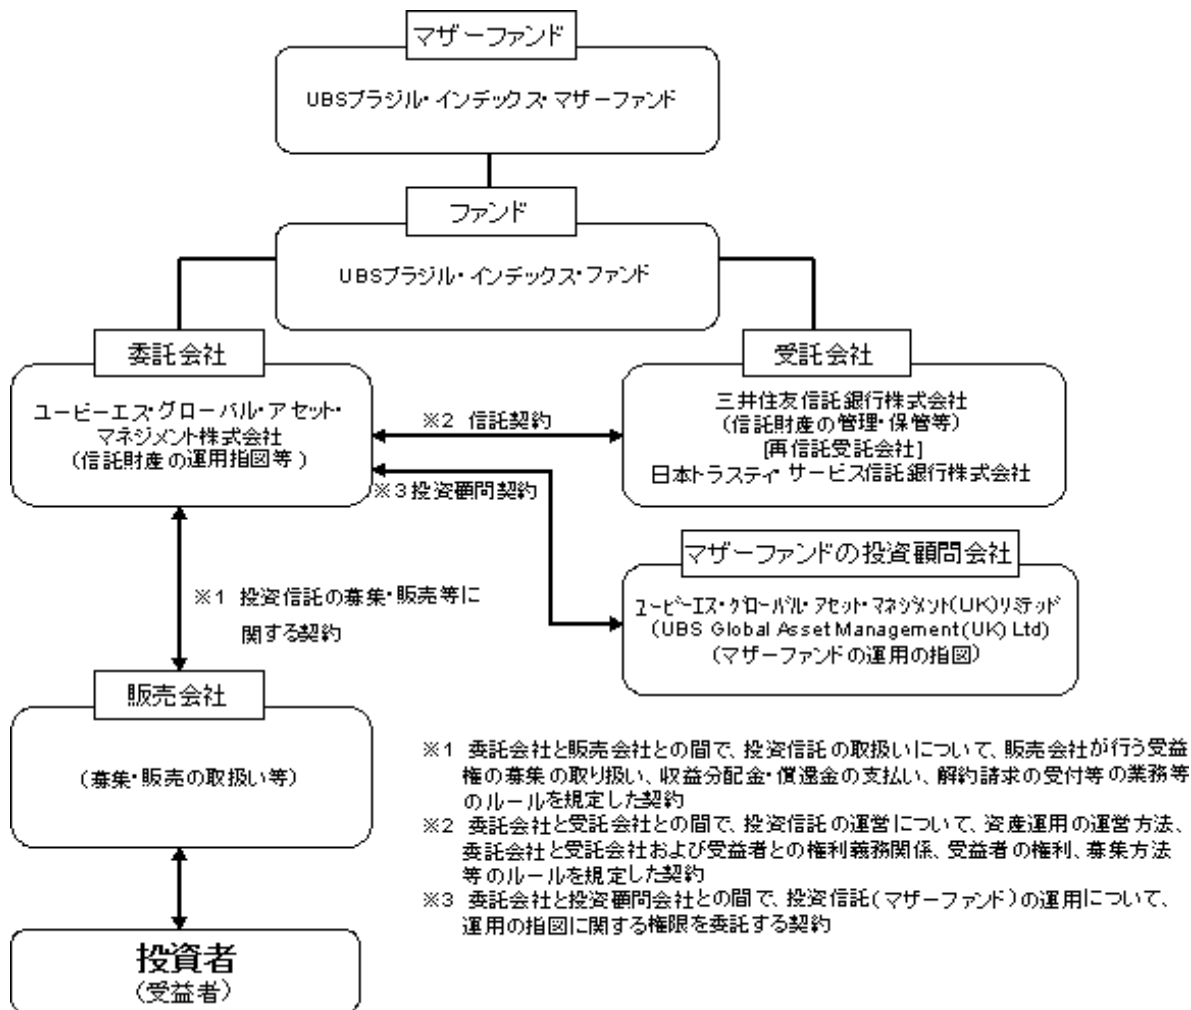 マザーファンド
UBSブラジル・インデックス・マザーファンド
ファンド
UBSブラジル・インデックス・ファンド
委託会社
ユービーエス・グローバル・アセット・
マネジメント株式会社
(信託財産の運用指図等)
受託会社
三井住友信託銀行株式会社
(信託財産の管理・保管等)
[再信託受託会社]
日本トラスティ・サービス信託銀行株式会社
※2 信託契約
※3投資顧問契約
マザーファンドの投資顧問会社
ユービーエス・グローバル・アセット・マネジメント(UK)リミテッド
(UBS Global Asset Management(UK) Ltd)
(マザーファンドの運用の指図)
※1 投資信託の募集・販売等に
関する契約
販売会社
(募集・販売の取扱い等)
投資者
(受益者)
※1 委託会社と販売会社との間で、投資信託の取扱いについて、販売会社が行う受益
権の募集の取り扱い、収益分配金・償還金の支払い、解約請求の受付等の業務等
のルールを規定した契約
※2 委託会社と受託会社との間で、投資信託の運営について、資産運用の運営方法、
委託会社と受託会社および受益者との権利義務関係、受益者の権利、募集方法
等のルールを規定した契約
※3 委託会社と投資顧問会社との間で、投資信託(マザーファンド)の運用について、
運用の指図に関する権限を委託する契約